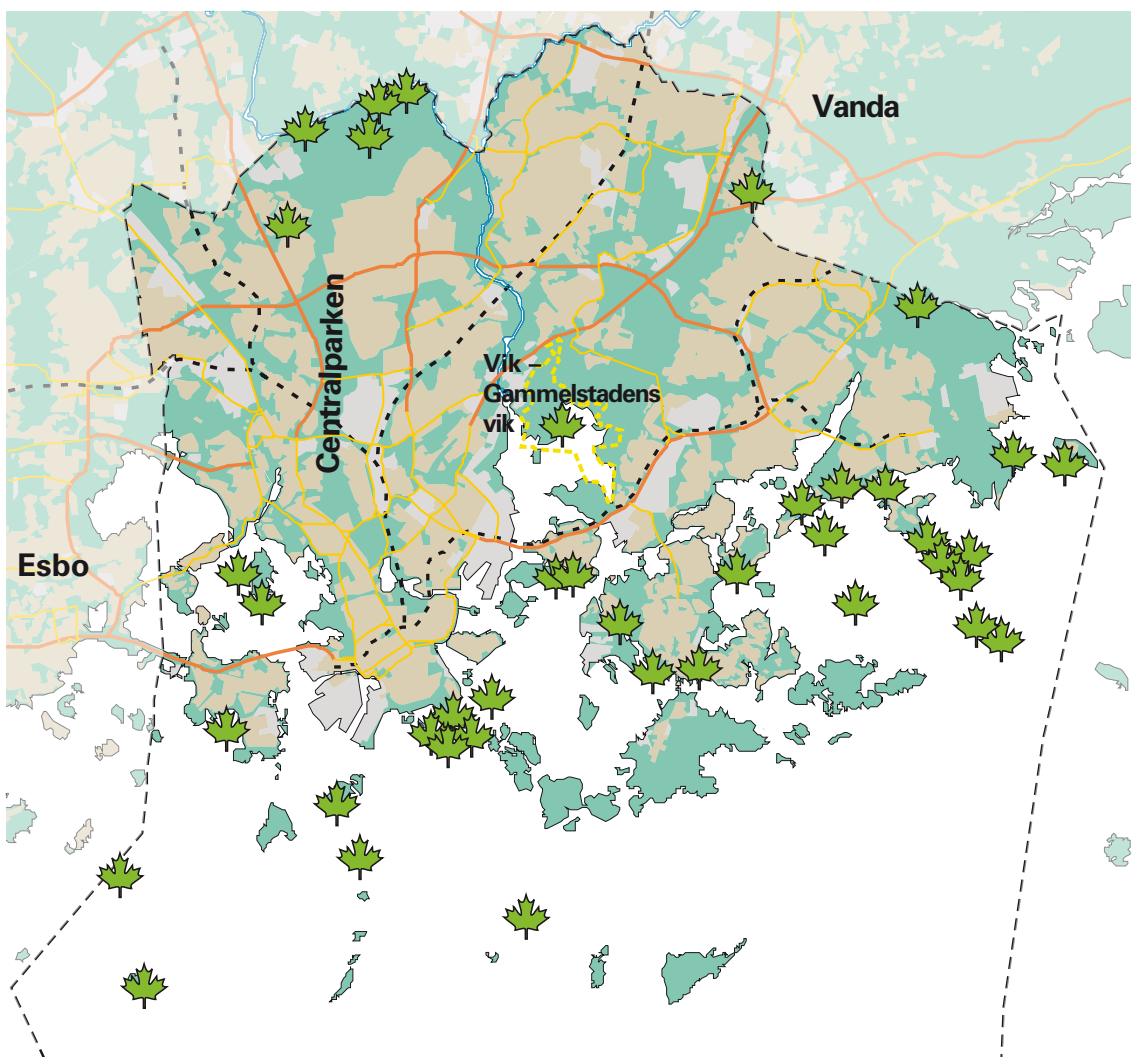 Vanda
Centralparken
Vik –
Gammelstadens
vik
Esbo